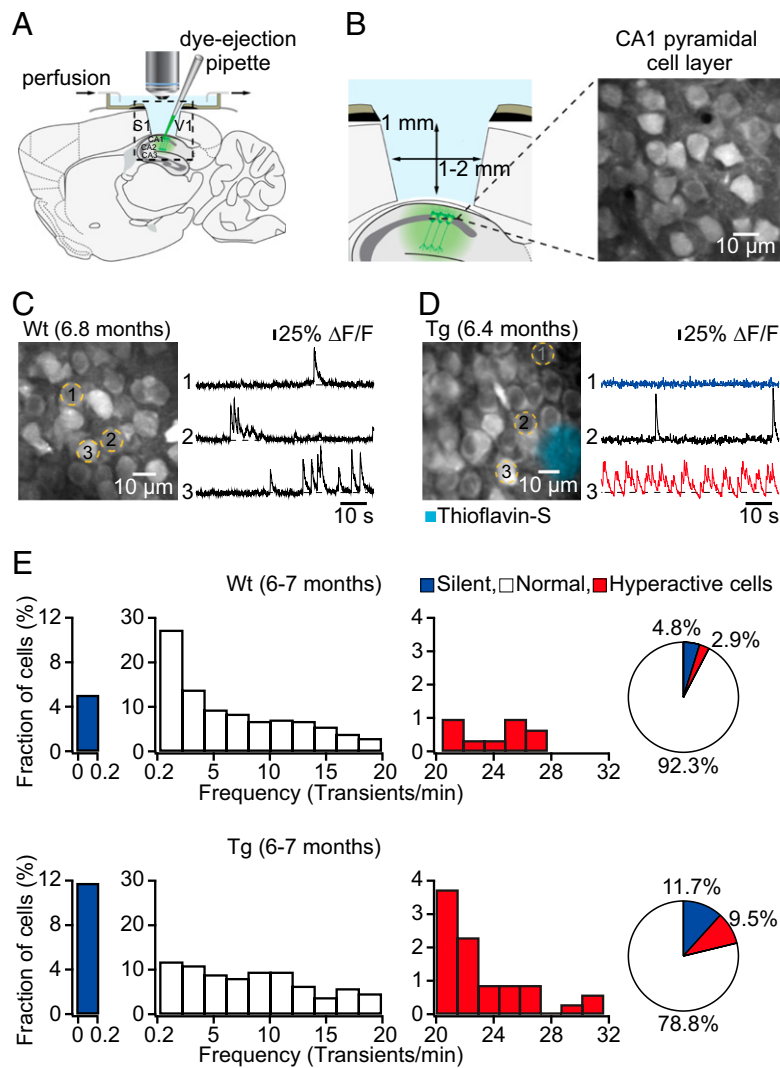 A
dye-ejection
pipette
perfusion
S1
V1
CA1
CA2
CA3
B
CA1 pyramidal
cell layer
1 mm
1-2 mm
10 µm
C
Wt (6.8 months)
25% ΔF/F
1
2
3
1
2
3
10 µm
10 s
D
Tg (6.4 months)
25% ΔF/F
1
2
3
1
2
3
10 µm
10 s
Thioflavin-S
E
Wt (6-7 months)
Silent, Normal, Hyperactive cells
Fraction of cells (%)
12
8
4
0
0 0.2
30
20
10
0
0.2 5 10 15 20
4
3
2
1
0
20 24 28 32
Frequency (Transients/min)
4.8%
2.9%
92.3%
Tg (6-7 months)
Fraction of cells (%)
12
8
4
0
0 0.2
30
20
10
0
0.2 5 10 15 20
4
3
2
1
0
20 24 28 32
Frequency (Transients/min)
11.7%
9.5%
78.8%